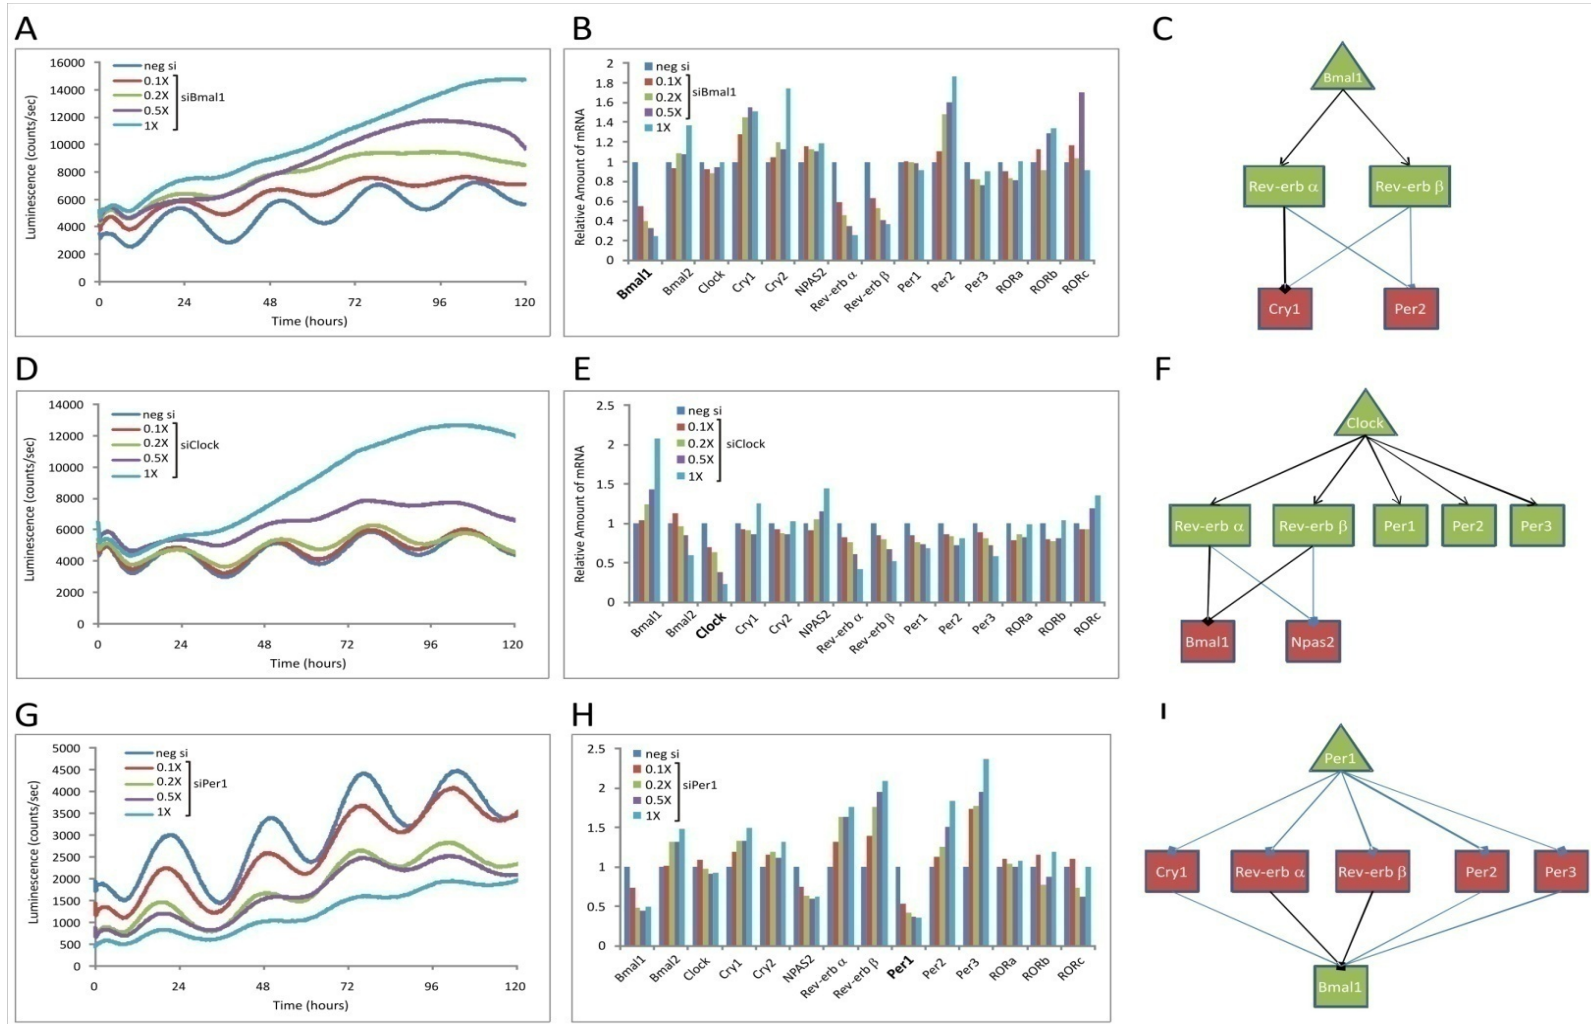 A
16000
14000
12000
10000
8000
6000
4000
2000
0
Luminescence (counts/sec)
neg si
0.1X
0.2X
0.5X
1X
siBmal1
0 24 48 72 96 120
Time (hours)
B
2
1.8
1.6
1.4
1.2
1
0.8
0.6
0.4
0.2
0
Relative Amount of mRNA
neg si
0.1X
0.2X
0.5X
1X
siBmal1
Bmal1 Bmal2 Clock Cry1 Cry2 NPAS2 Rev-erb α Rev-erb β Per1 Per2 Per3 RORa RORb RORc
C
Bmal1
Rev-erb α Rev-erb β
Cry1 Per2
D
14000
12000
10000
8000
6000
4000
2000
0
Luminescence (counts/sec)
neg si
0.1X
0.2X
0.5X
1X
siClock
0 24 48 72 96 120
Time (hours)
E
2.5
2
1.5
1
0.5
0
Relative Amount of mRNA
neg si
0.1X
0.2X
0.5X
1X
siClock
Bmal1 Bmal2 Clock Cry1 Cry2 NPAS2 Rev-erb α Rev-erb β Per1 Per2 Per3 RORa RORb RORc
F
Clock
Rev-erb α Rev-erb β Per1 Per2 Per3
Bmal1 Npas2
G
5000
4500
4000
3500
3000
2500
2000
1500
1000
500
0
Luminescence (counts/sec)
neg si
0.1X
0.2X
0.5X
1X
siPer1
0 24 48 72 96 120
Time (hours)
H
2.5
2
1.5
1
0.5
0
neg si
0.1X
0.2X
0.5X
1X
siPer1
Bmal1 Bmal2 Clock Cry1 Cry2 NPAS2 Rev-erb α Rev-erb β Per1 Per2 Per3 RORa RORb RORc
I
Per1
Cry1 Rev-erb α Rev-erb β Per2 Per3
Bmal1